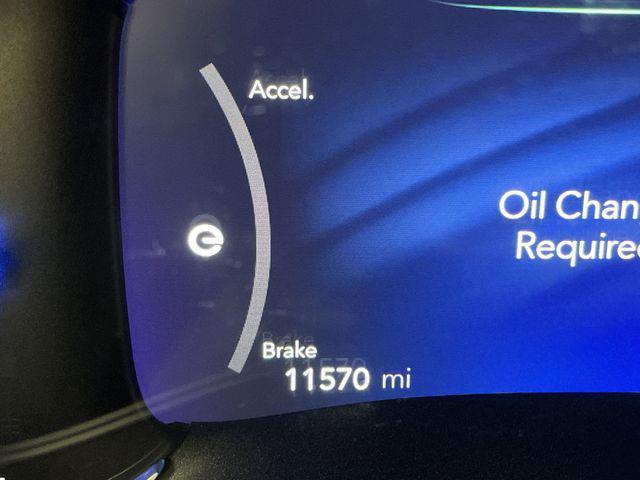 Accel.
Oil Chan
Require
e
Brake
11570 mi